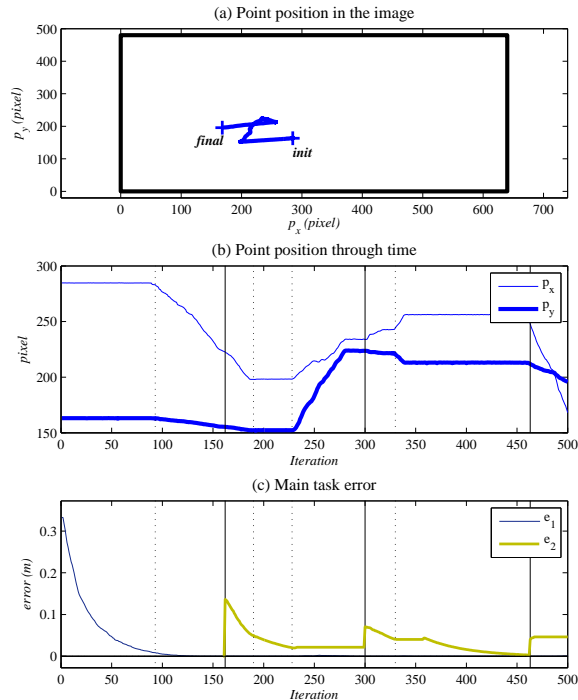 (a) Point position in the image
500
400
300
200
100
0
p_y (pixel)
final
init
0 100 200 300 400 500 600 700
p_x (pixel)
(b) Point position through time
300
250
200
150
pixel
p_x
p_y
0 50 100 150 200 250 300 350 400 450 500
Iteration
(c) Main task error
0.3
0.2
0.1
0
error (m)
e_1
e_2
0 50 100 150 200 250 300 350 400 450 500
Iteration